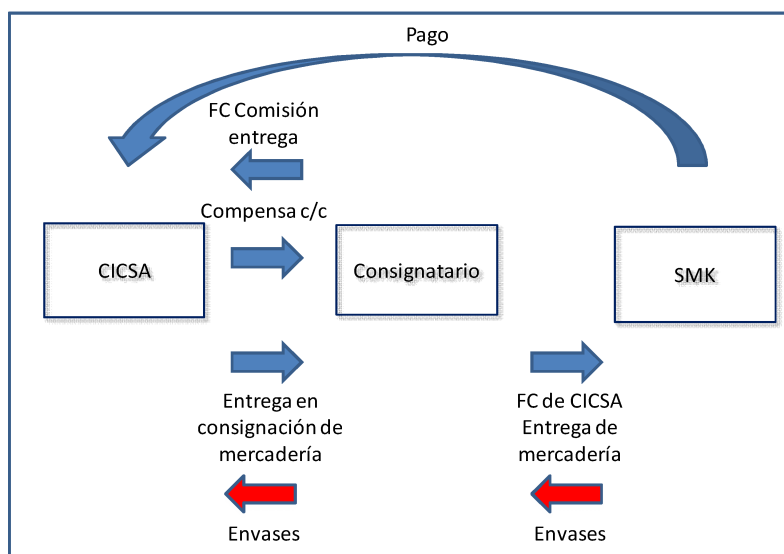 Pago
FC Comisión
entrega
Compensa c/c
CICSA
Consignatario
SMK
Entrega en
consignación de
mercadería
FC de CICSA
Entrega de
mercadería
Envases
Envases